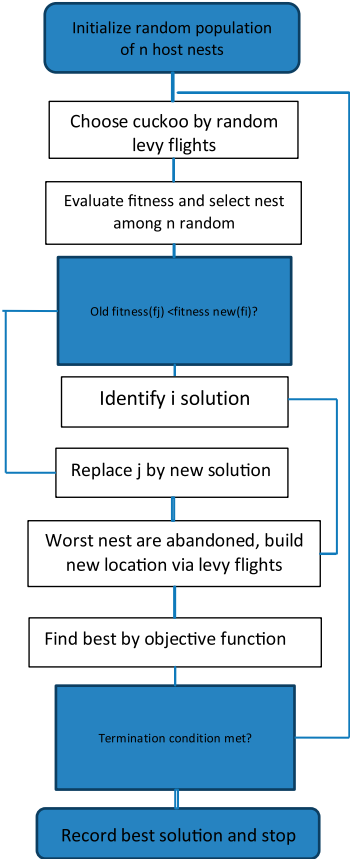 Initialize random population
of n host nests
Choose cuckoo by random
levy flights
Evaluate fitness and select nest
among n random
Old fitness(fj) <fitness new(fi)?
Identify i solution
Replace j by new solution
Worst nest are abandoned, build
new location via levy flights
Find best by objective function
Termination condition met?
Record best solution and stop